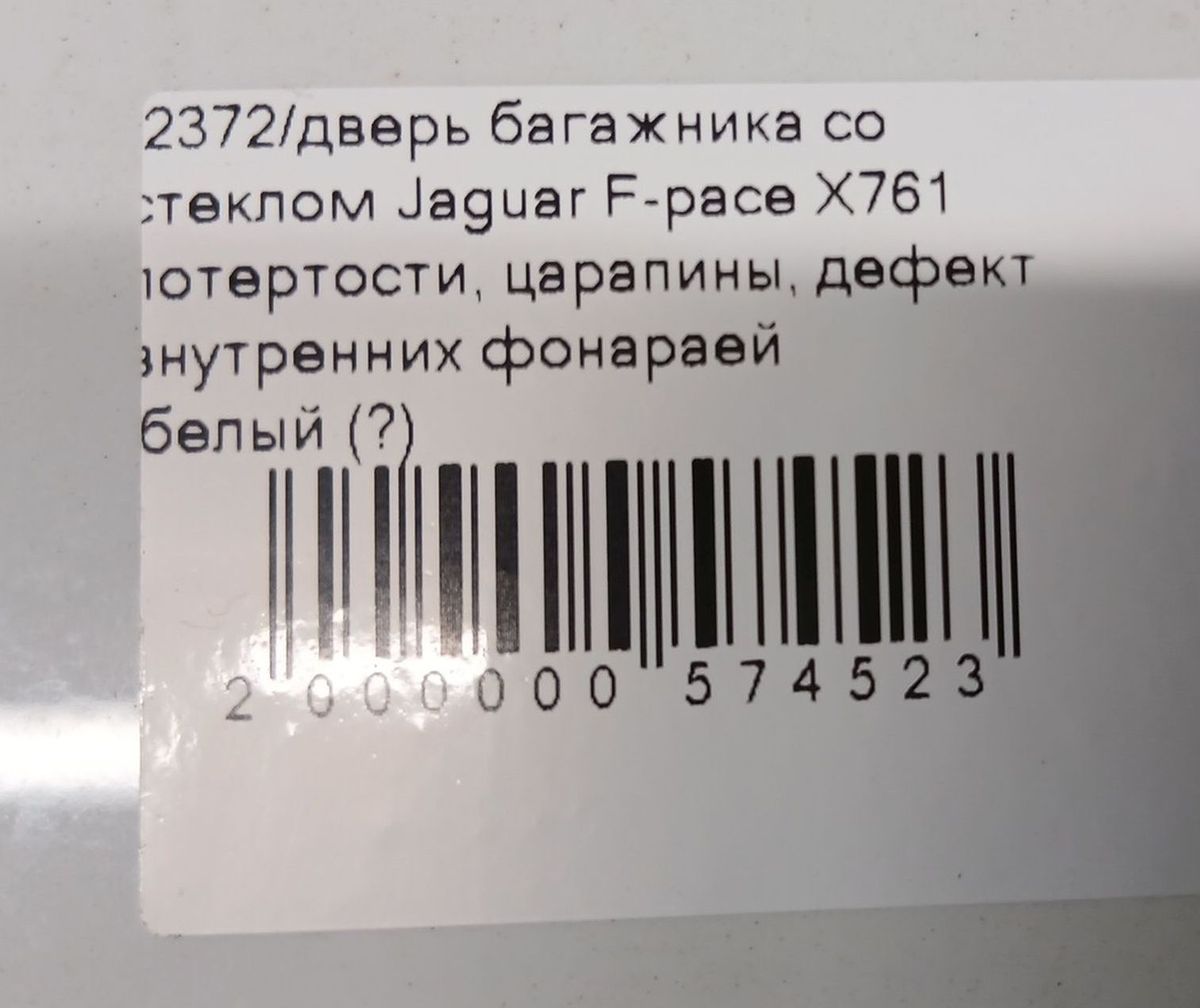 2372/дверь багажника со
стеклом Jaguar F-pace X761
потертости, царапины, дефект
внутренних фонараей
белый (?)
2 000000 574523